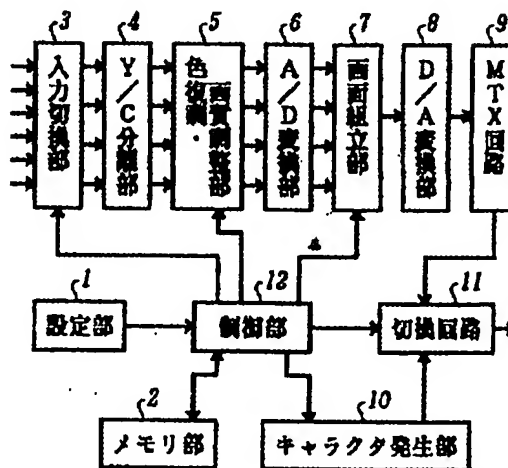 3
入力切換部
4
Y/C分離部
5
色復調・
画質調整部
6
A/D変換部
7
画面組立部
8
D/A変換部
9
MTX回路
1
設定部
12
制御部
a
11
切換回路
2
メモリ部
10
キャラクタ発生部